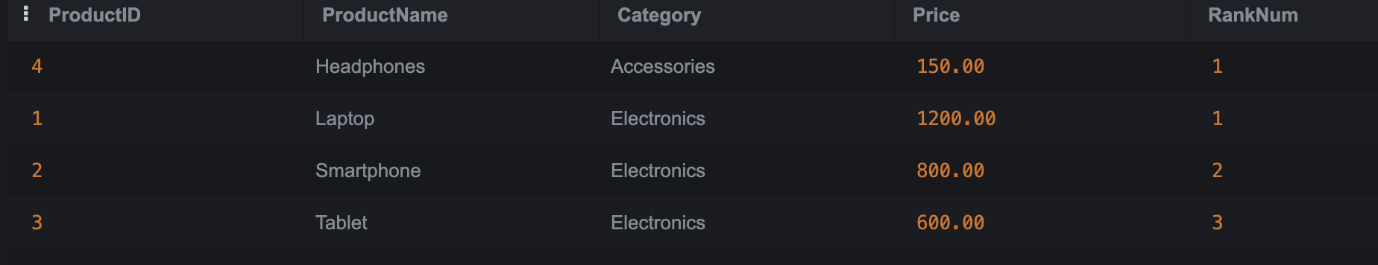 ProductID ProductName Category Price RankNum
4 Headphones Accessories 150.00 1
1 Laptop Electronics 1200.00 1
2 Smartphone Electronics 800.00 2
3 Tablet Electronics 600.00 3